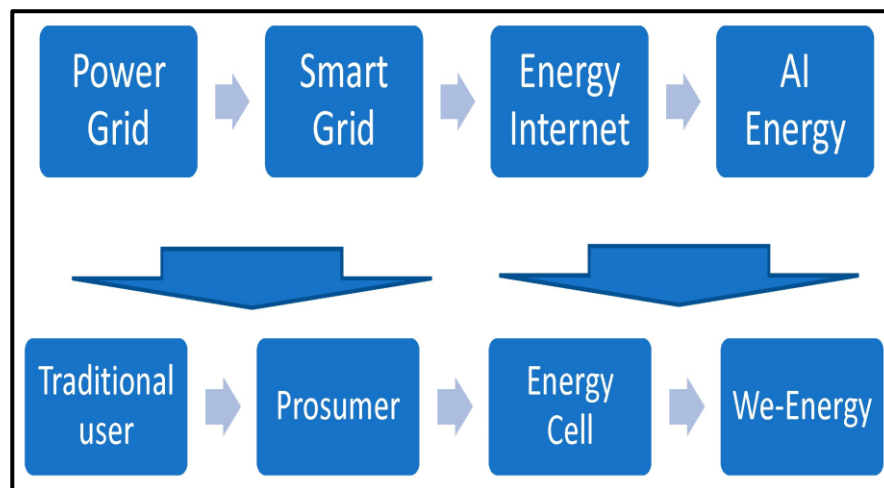 Power
Grid
Smart
Grid
Energy
Internet
AI
Energy
Traditional
user
Prosumer
Energy
Cell
We-Energy